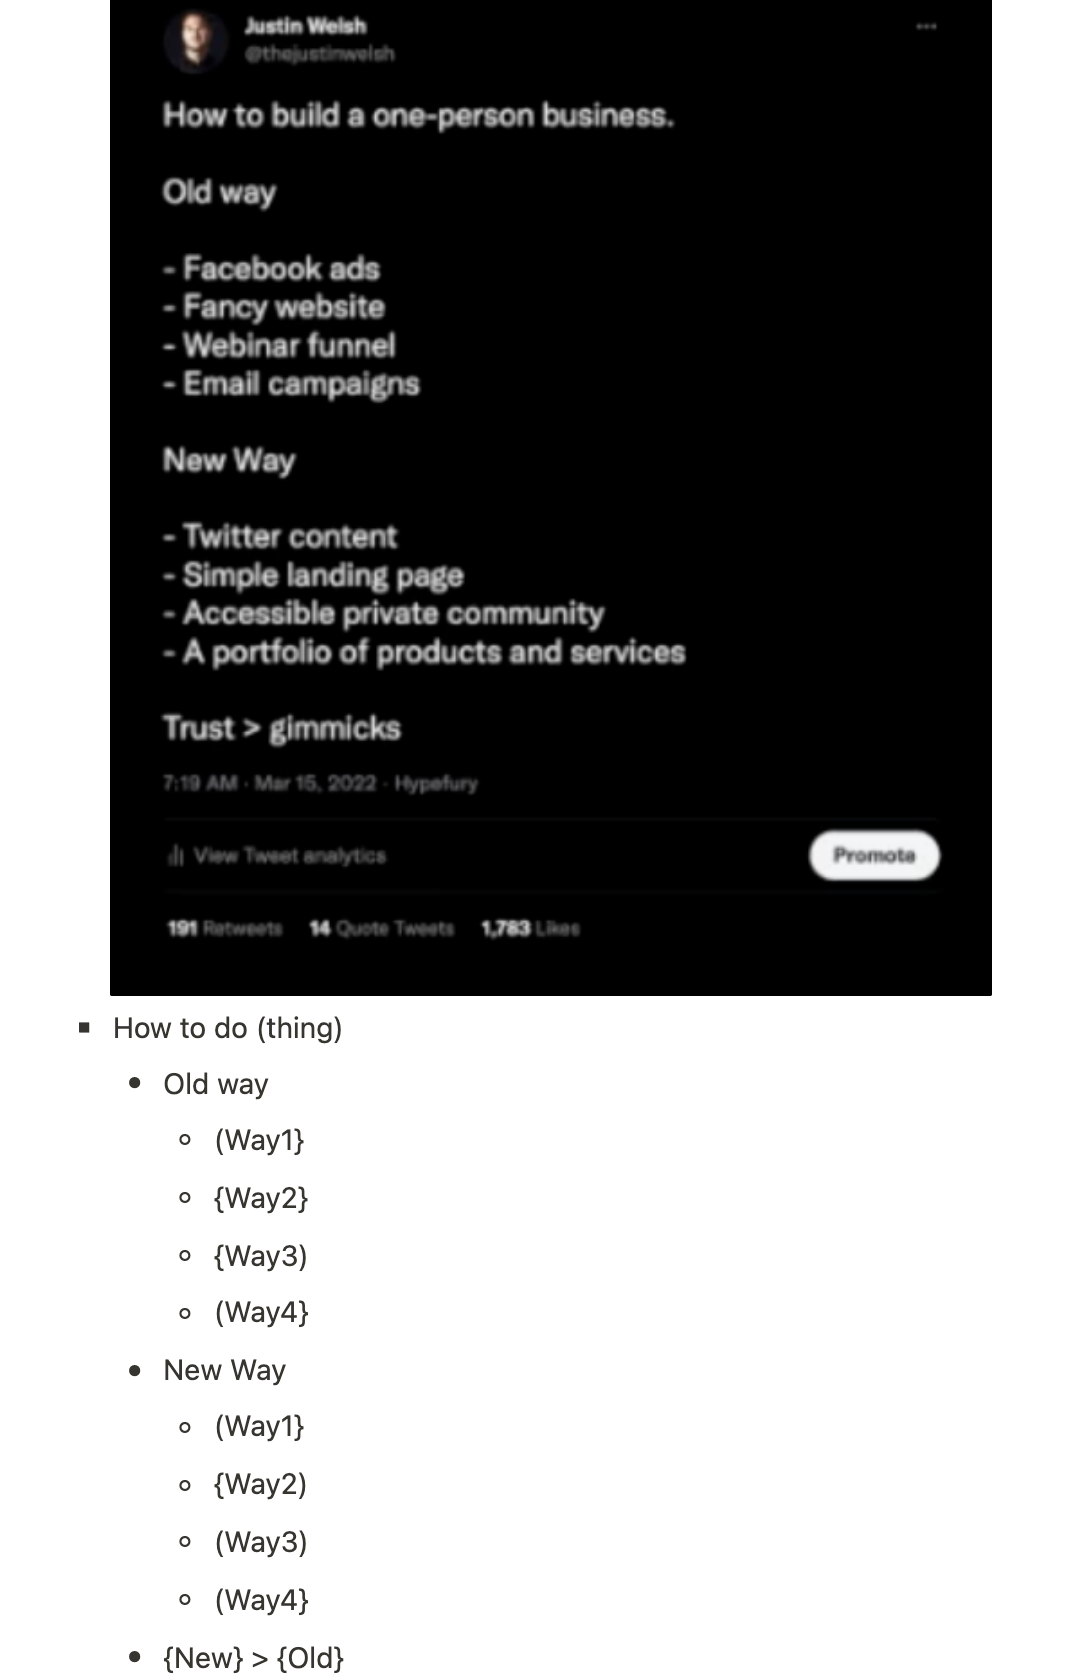 Justin Welsh
@thejustinwelsh
How to build a one-person business.
Old way
- Facebook ads
- Fancy website
- Webinar funnel
- Email campaigns
New Way
- Twitter content
- Simple landing page
- Accessible private community
- A portfolio of products and services
Trust > gimmicks
7:19 AM · Mar 15, 2022 · Hypefury
View Tweet analytics
Promote
191 Retweets 14 Quote Tweets 1,783 Likes
▪ How to do (thing)
• Old way
◦ (Way1}
◦ {Way2}
◦ {Way3)
◦ (Way4}
• New Way
◦ (Way1}
◦ {Way2)
◦ (Way3)
◦ (Way4}
• {New} > {Old}